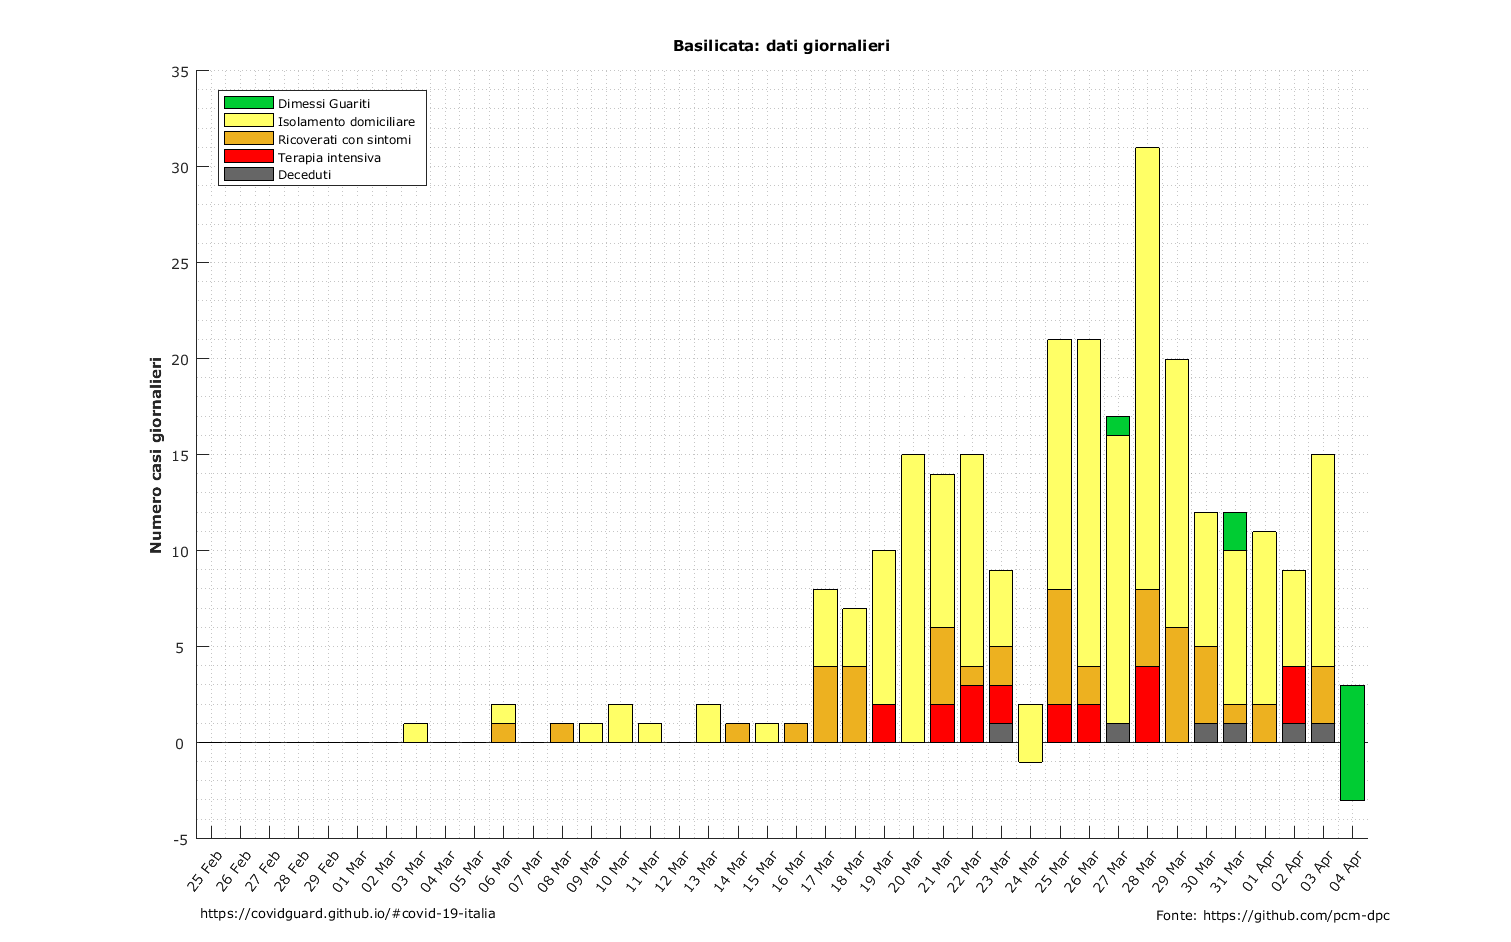 Basilicata: dati giornalieri
35
30
25
20
15
10
5
0
-5
Numero casi giornalieri
Dimessi Guariti
Isolamento domiciliare
Ricoverati con sintomi
Terapia intensiva
Deceduti
25 Feb
26 Feb
27 Feb
28 Feb
29 Feb
01 Mar
02 Mar
03 Mar
04 Mar
05 Mar
06 Mar
07 Mar
08 Mar
09 Mar
10 Mar
11 Mar
12 Mar
13 Mar
14 Mar
15 Mar
16 Mar
17 Mar
18 Mar
19 Mar
20 Mar
21 Mar
22 Mar
23 Mar
24 Mar
25 Mar
26 Mar
27 Mar
28 Mar
29 Mar
30 Mar
31 Mar
01 Apr
02 Apr
03 Apr
04 Apr
https://covidguard.github.io/#covid-19-italia
Fonte: https://github.com/pcm-dpc